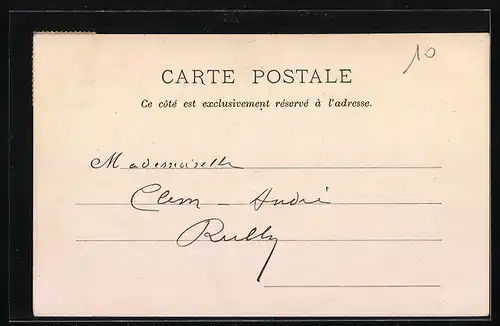 10
CARTE POSTALE
Ce côté est exclusivement réservé à l'adresse.
Mademoiselle
Clem - André
Rully